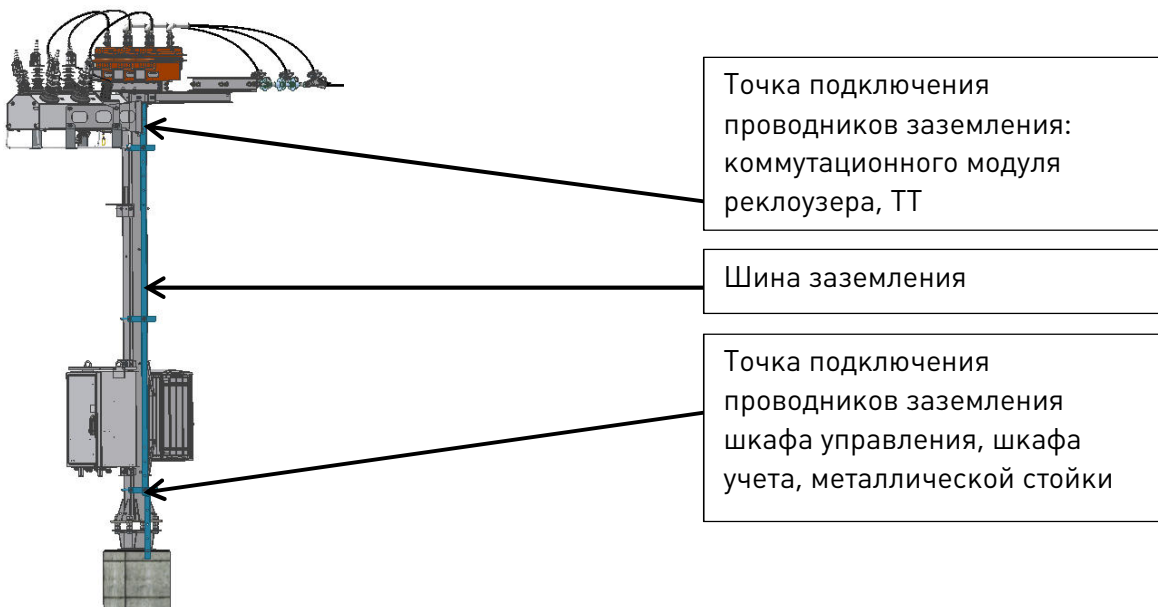 Точка подключения
проводников заземления:
коммутационного модуля
реклоузера, ТТ
Шина заземления
Точка подключения
проводников заземления
шкафа управления, шкафа
учета, металлической стойки